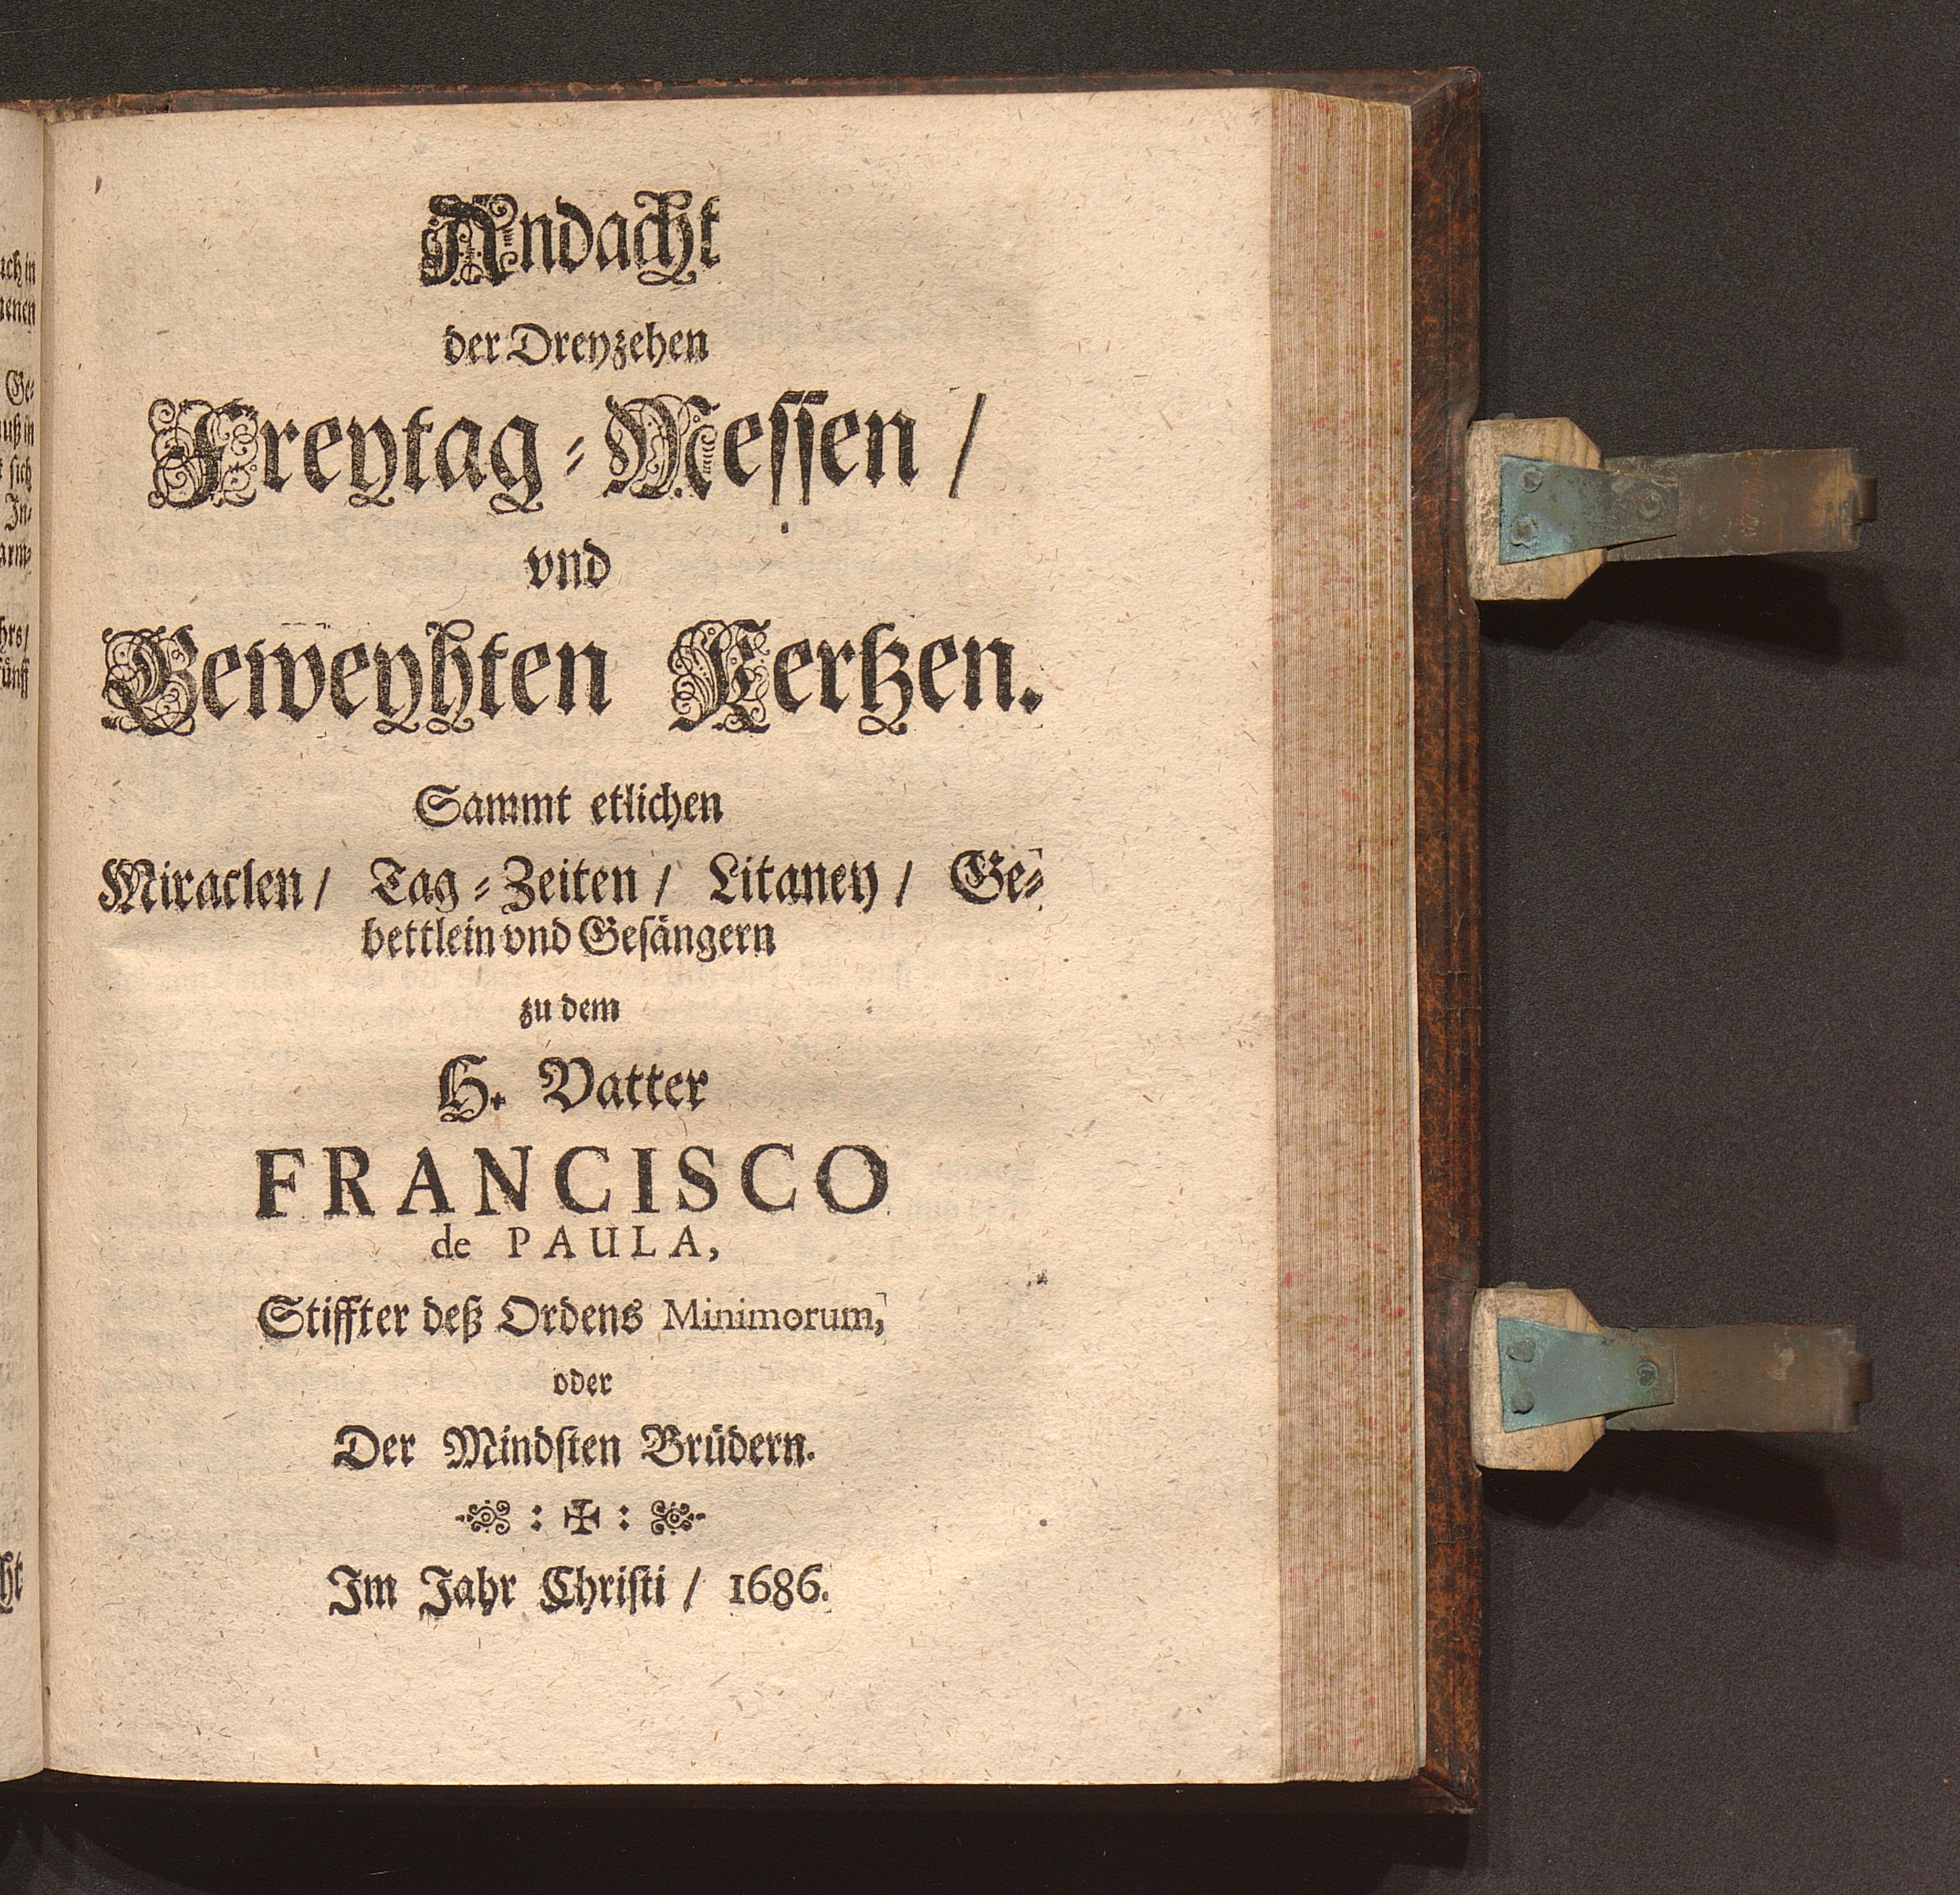 Andacht
der Dreyzehen
Freytag-Messen /
vnd
Geweyhten Kertzen.
Sammt etlichen
Miraclen / Tag-Zeiten / Litaney / Ge-
bettlein vnd Gesängern
zu dem
H. Vatter
FRANCISCO
de PAULA,
Stiffter deß Ordens Minimorum,
oder
Der Mindsten Brüdern.
Im Jahr Christi / 1686.